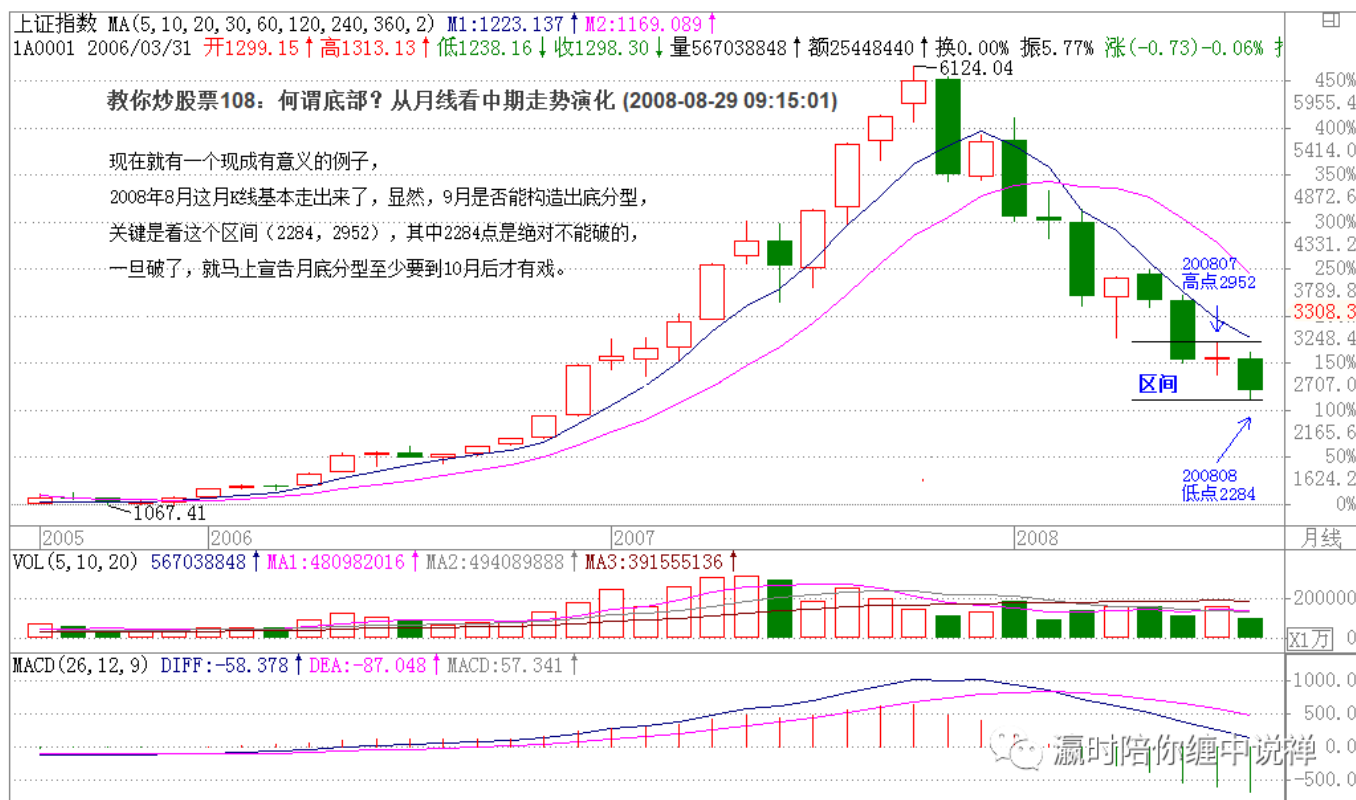 上证指数 MA(5,10,20,30,60,120,240,360,2) M1:1223.137↑M2:1169.089↑
1A0001 2006/03/31 开1299.15↑高1313.13↑低1238.16↓收1298.30↓量567038848↑额25448440↑换0.00% 振5.77% 涨(-0.73)-0.06%
6124.04
450%
教你炒股票108：何谓底部？从月线看中期走势演化 (2008-08-29 09:15:01)
5955.4
400%
现在就有一个现成有意义的例子，
5414.0
350%
2008年8月这月K线基本走出来了，显然，9月是否能构造出底分型，
4872.6
300%
关键是看这个区间（2284，2952），其中2284点是绝对不能破的，
4331.2
一旦破了，就马上宣告月底分型至少要到10月后才有戏。
250%
200807
高点2952
3789.8
3308.3
3248.4
150%
区间
2707.0
100%
2165.6
50%
200808
1624.2
低点2284
0%
1067.41
2005
2006
2007
2008
月线
VOL(5,10,20) 567038848↑MA1:480982016↑MA2:494089888↑MA3:391555136↑
200000
X1万
0
MACD(26,12,9) DIFF:-58.378↑DEA:-87.048↑MACD:57.341↑
1000.0
500.0
0.0
瀛时陪你缠中说禅
-500.0